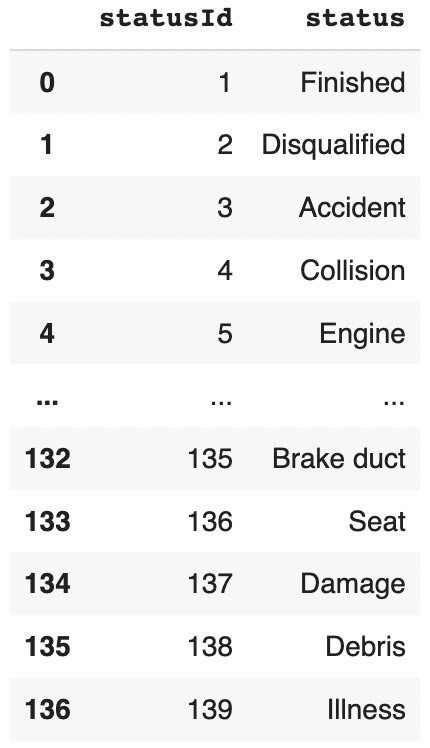 statusId status
0 1 Finished
1 2 Disqualified
2 3 Accident
3 4 Collision
4 5 Engine
... ... ...
132 135 Brake duct
133 136 Seat
134 137 Damage
135 138 Debris
136 139 Illness